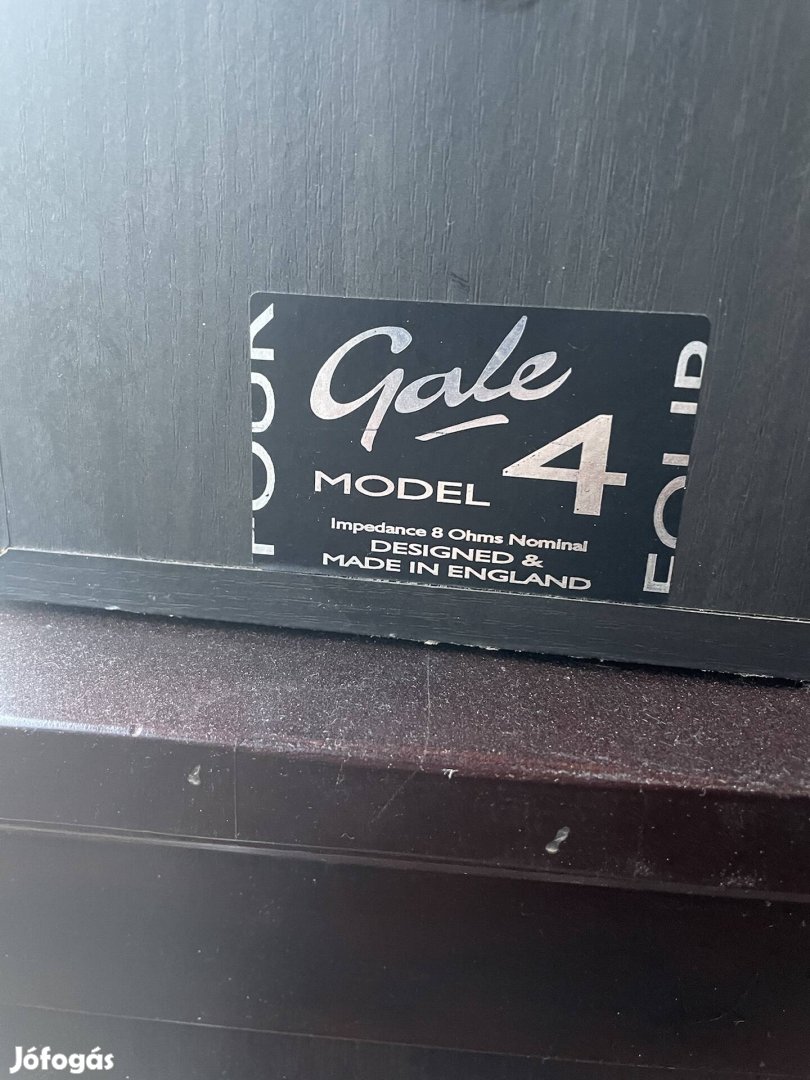 Gale
MODEL 4
Impedance 8 Ohms Nominal
DESIGNED &
MADE IN ENGLAND
FOUR
FOUR
Jófogás